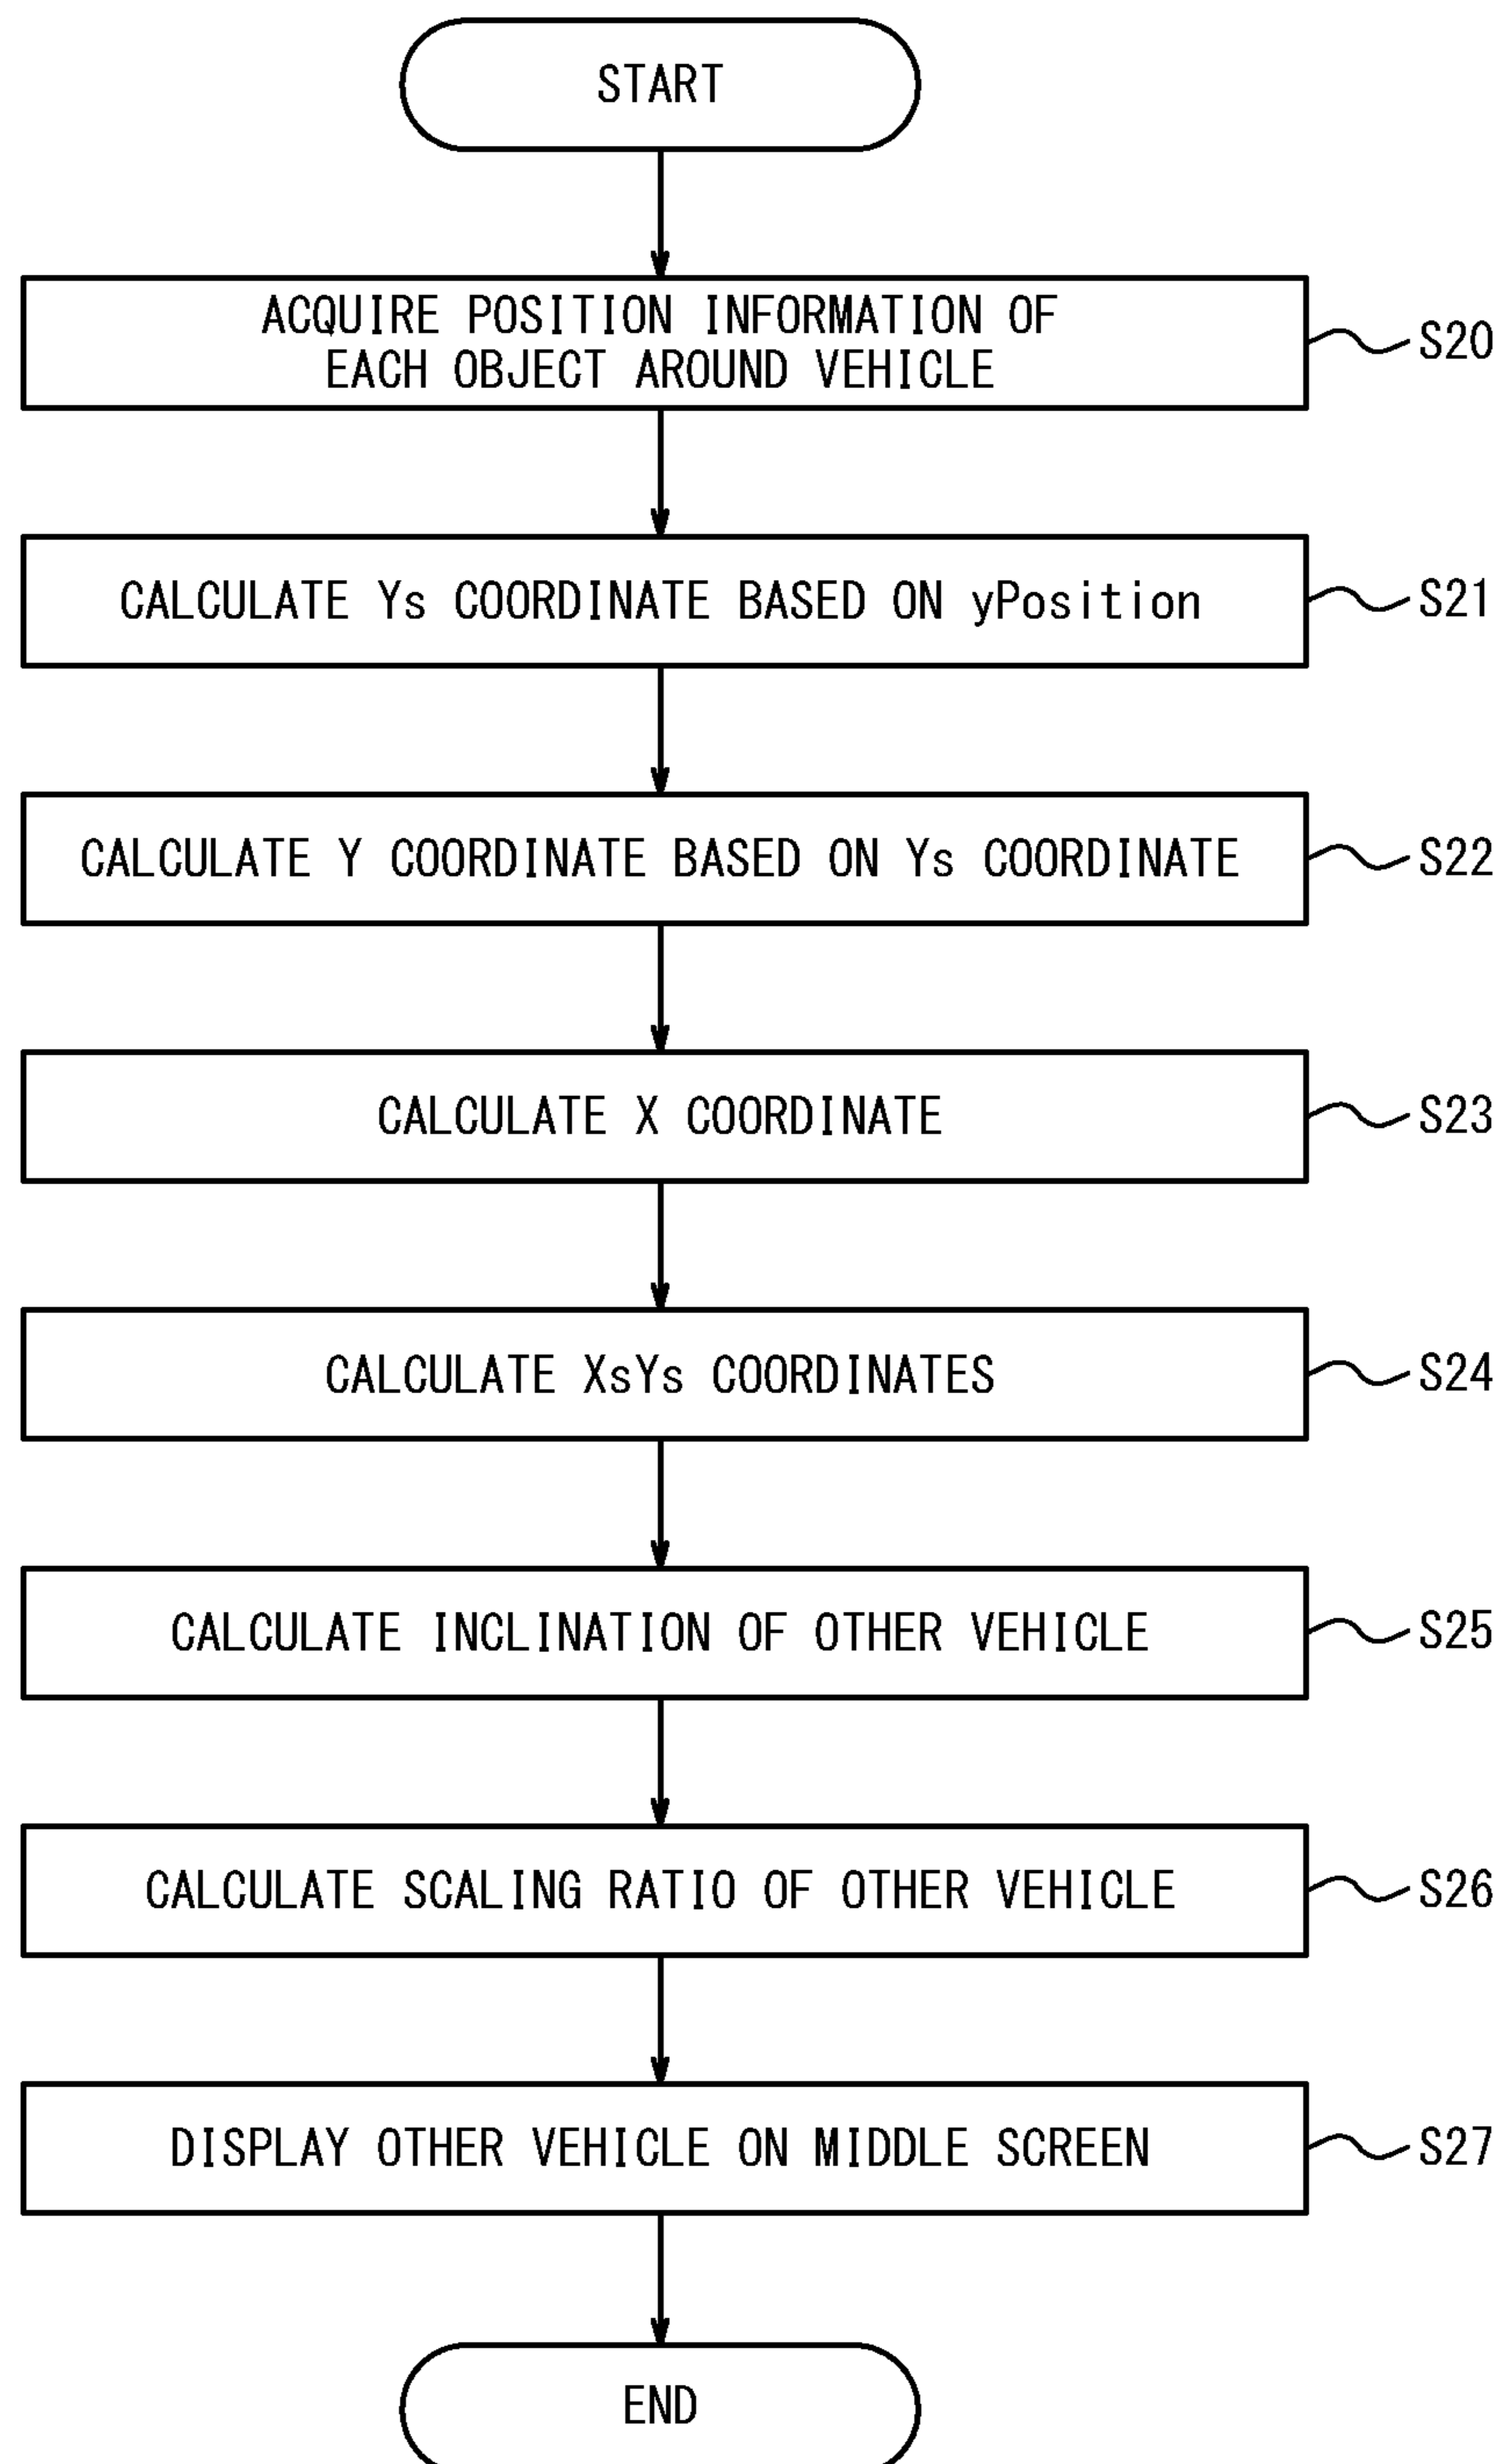 START
ACQUIRE POSITION INFORMATION OF
EACH OBJECT AROUND VEHICLE
S20
CALCULATE Ys COORDINATE BASED ON yPosition
S21
CALCULATE Y COORDINATE BASED ON Ys COORDINATE
S22
CALCULATE X COORDINATE
S23
CALCULATE XsYs COORDINATES
S24
CALCULATE INCLINATION OF OTHER VEHICLE
S25
CALCULATE SCALING RATIO OF OTHER VEHICLE
S26
DISPLAY OTHER VEHICLE ON MIDDLE SCREEN
S27
END